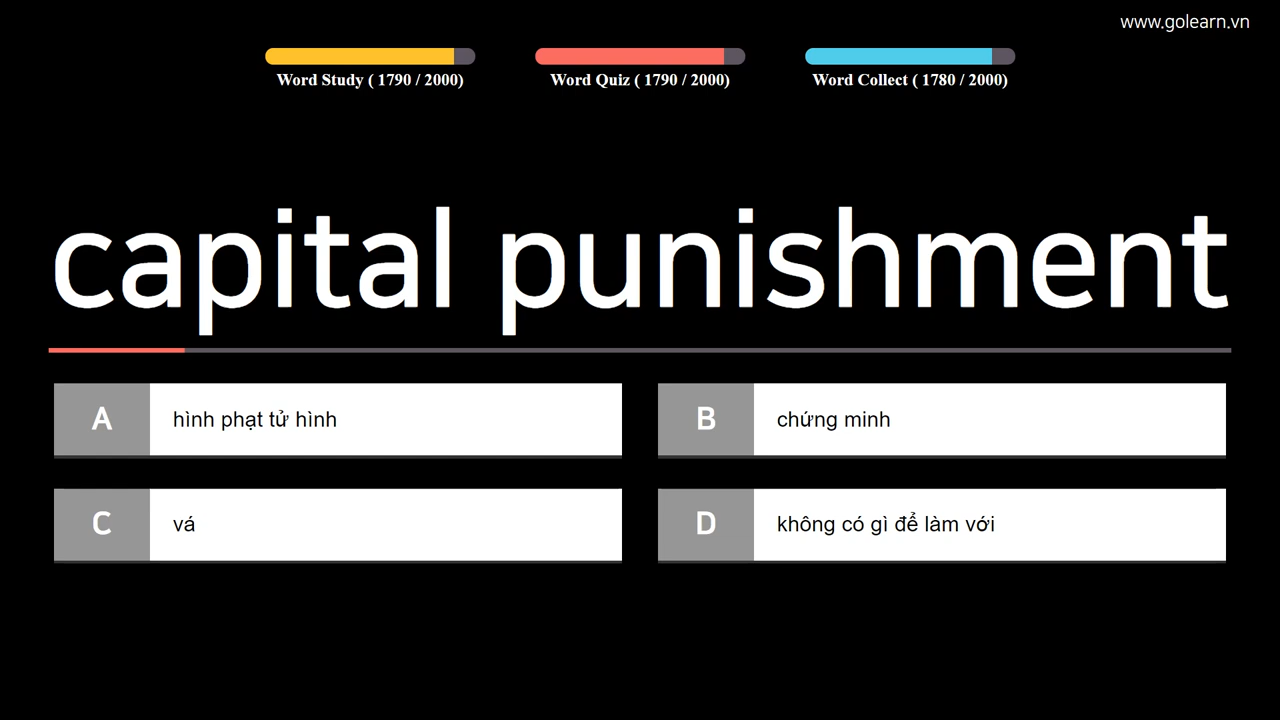 www.golearn.vn
Word Study ( 1790 / 2000)
Word Quiz ( 1790 / 2000)
Word Collect ( 1780 / 2000)
capital punishment
A hình phạt tử hình
B chứng minh
C vá
D không có gì để làm với